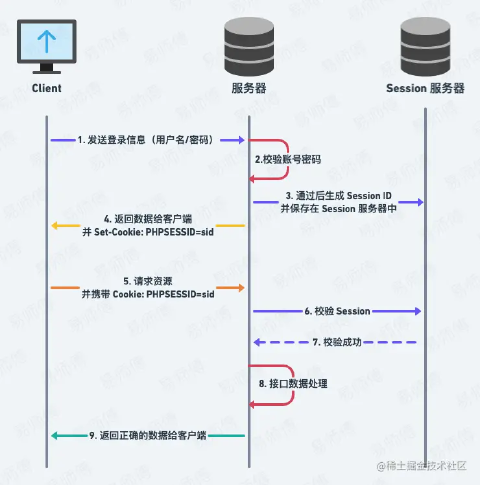 Client
服务器
Session 服务器
1. 发送登录信息（用户名/密码）
2.校验账号密码
3. 通过后生成 Session ID
并保存在 Session 服务器中
4. 返回数据给客户端
并 Set-Cookie: PHPSESSID=sid
5. 请求资源
并携带 Cookie: PHPSESSID=sid
6. 校验 Session
7. 校验成功
8. 接口数据处理
9. 返回正确的数据给客户端
@稀土掘金技术社区